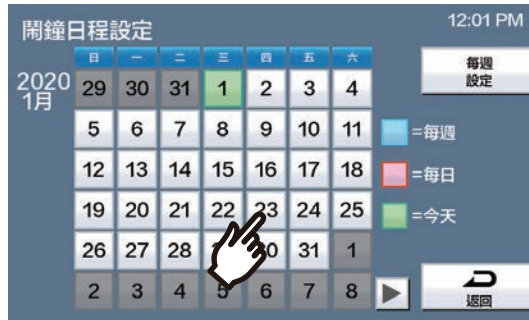 12:01 PM
鬧鐘日程設定
日 一 二 三 四 五 六
每週
設定
2020
1月
29 30 31 1 2 3 4
5 6 7 8 9 10 11
=每週
12 13 14 15 16 17 18
=每日
19 20 21 22 23 24 25
=今天
26 27 28 30 31 1
2 3 4 5 6 7 8
返回